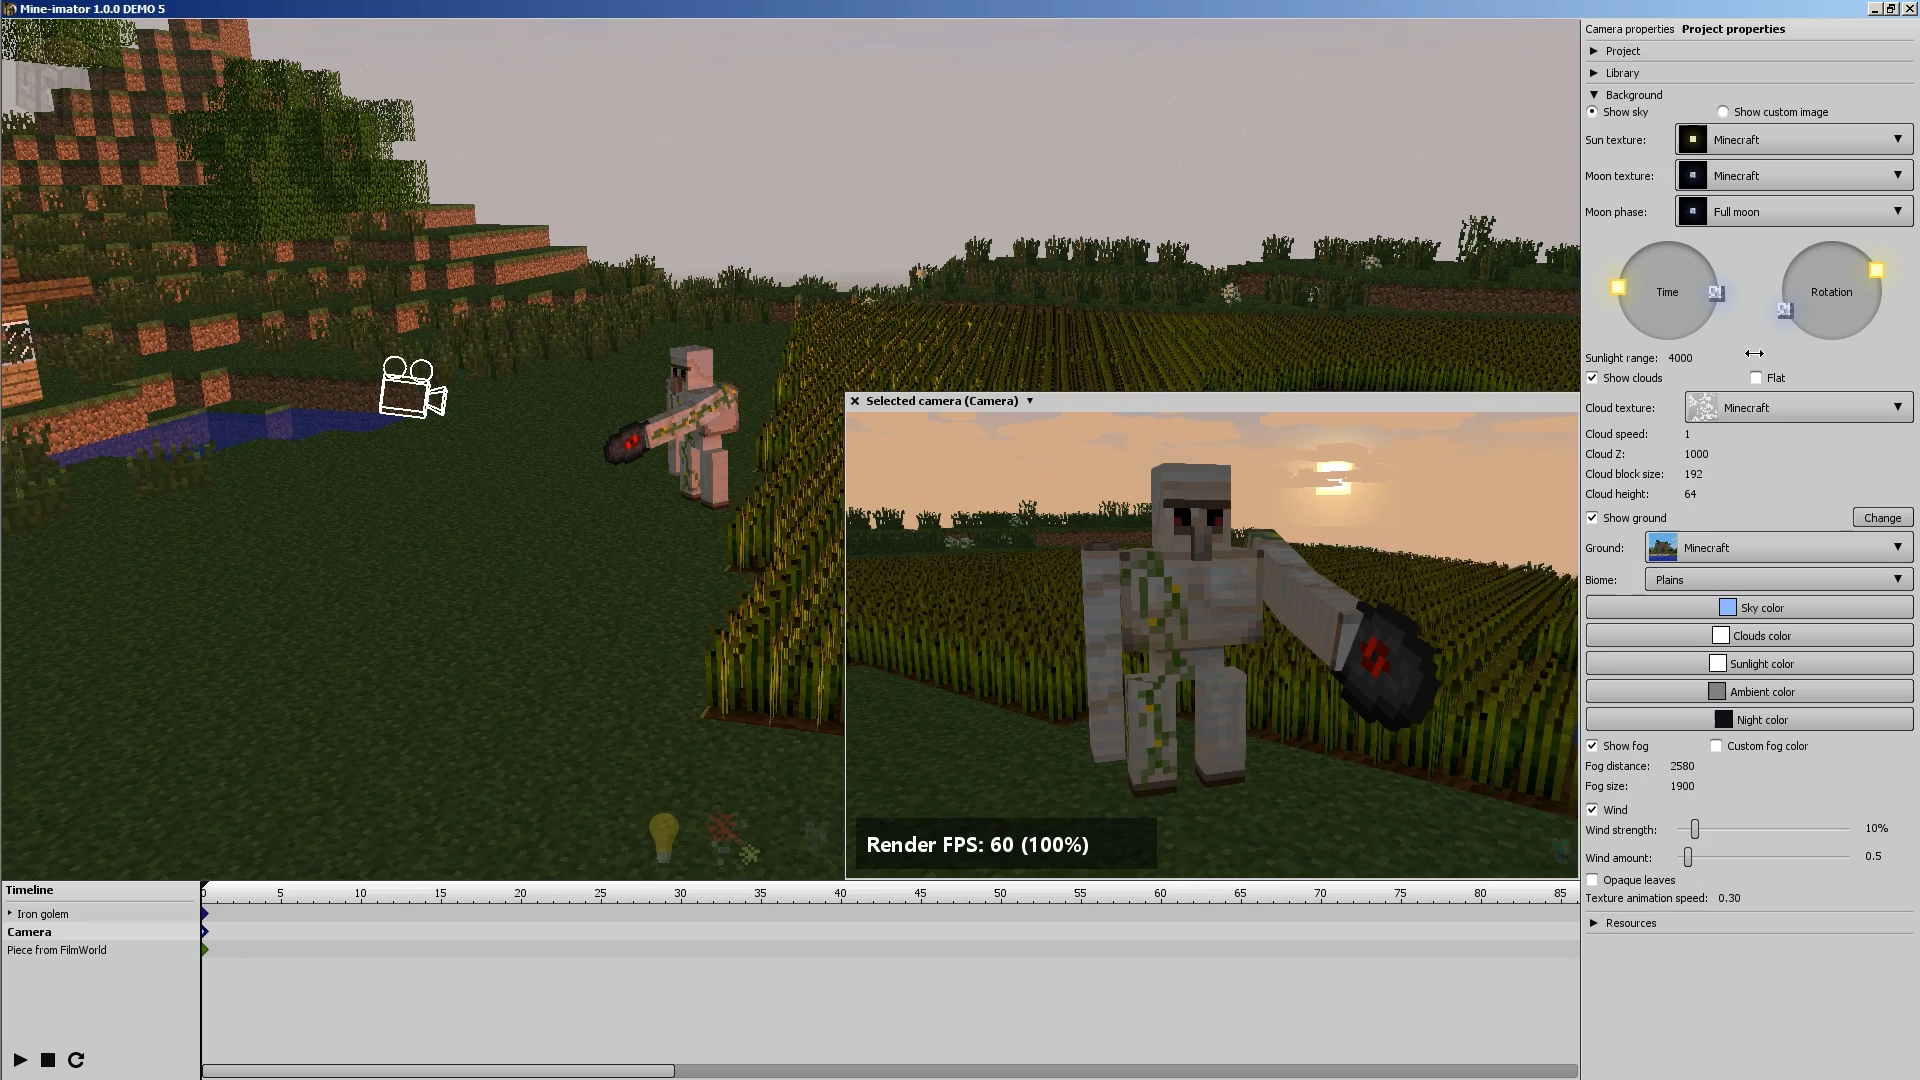 Mine-imator 1.0.0 DEMO 5
Camera properties Project properties
Project
Library
Background
Show sky Show custom image
Sun texture: Minecraft
Moon texture: Minecraft
Moon phase: Full moon
Time Rotation
Sunlight range: 4000
Show clouds Flat
Cloud texture: Minecraft
Cloud speed: 1
Cloud Z: 1000
Cloud block size: 192
Cloud height: 64
Show ground Change
Ground: Minecraft
Biome: Plains
Sky color
Clouds color
Sunlight color
Ambient color
Night color
Show fog Custom fog color
Fog distance: 2580
Fog size: 1900
Wind
Wind strength: 10%
Wind amount: 0.5
Opaque leaves
Texture animation speed: 0.30
Resources
Selected camera (Camera)
Render FPS: 60 (100%)
Timeline
0 5 10 15 20 25 30 35 40 45 50 55 60 65 70 75 80 85
Iron golem
Camera
Piece from FilmWorld